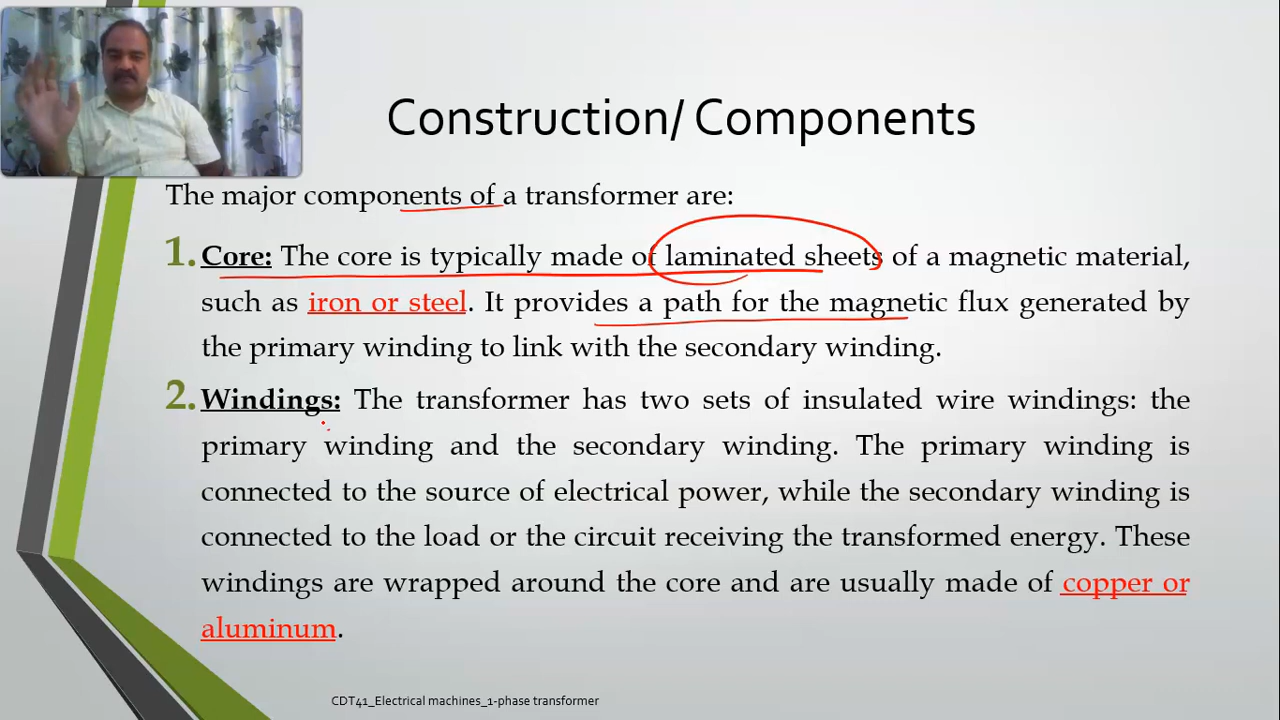 Construction/ Components
The major components of a transformer are:
1. Core: The core is typically made of laminated sheets of a magnetic material,
such as iron or steel. It provides a path for the magnetic flux generated by
the primary winding to link with the secondary winding.
2. Windings: The transformer has two sets of insulated wire windings: the
primary winding and the secondary winding. The primary winding is
connected to the source of electrical power, while the secondary winding is
connected to the load or the circuit receiving the transformed energy. These
windings are wrapped around the core and are usually made of copper or
aluminum.
CDT41_Electrical machines_1-phase transformer